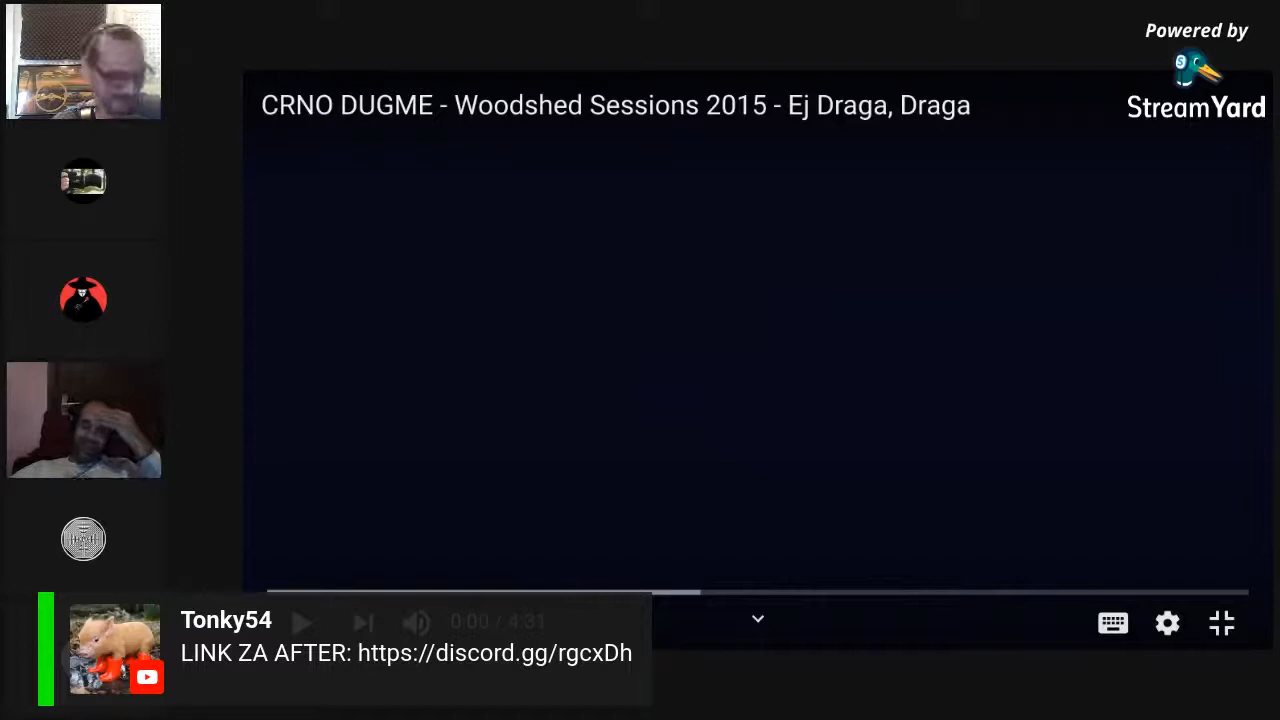 Powered by
StreamYard
CRNO DUGME - Woodshed Sessions 2015 - Ej Draga, Draga
0:00 / 4:31
Tonky54
LINK ZA AFTER: https://discord.gg/rgcxDh